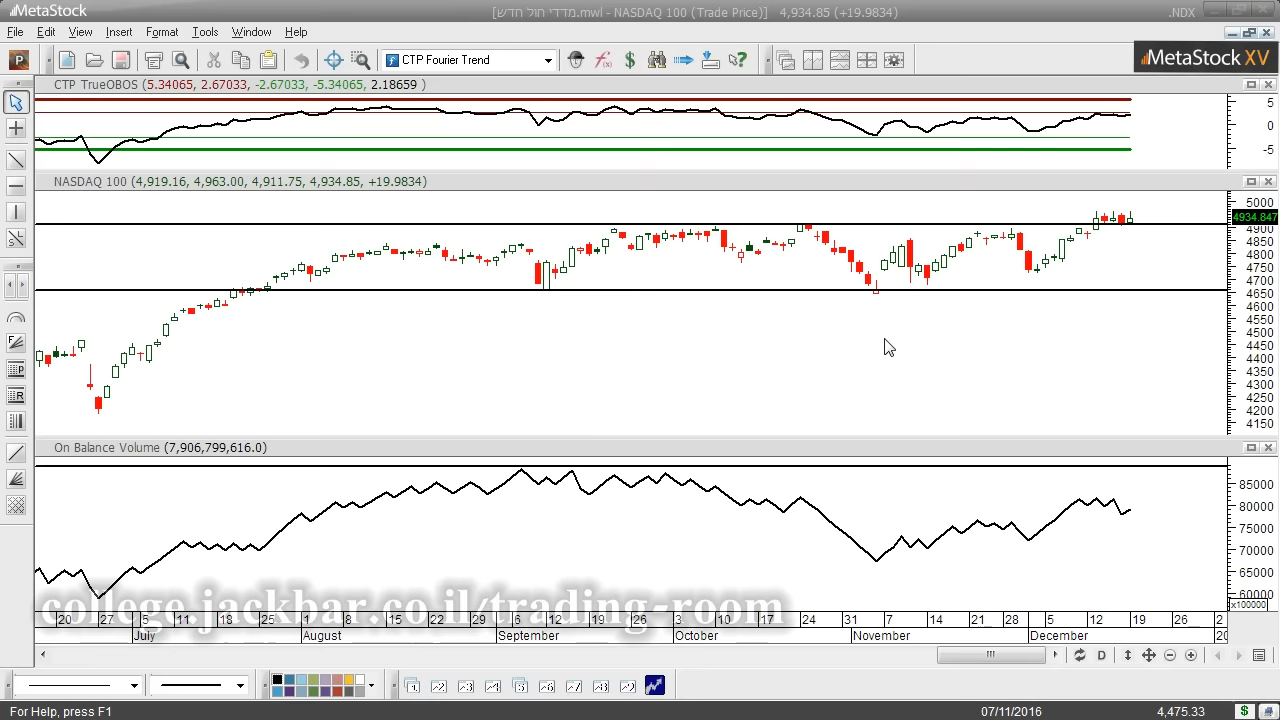 MetaStock
[מדדי חול חדש.mwl - NASDAQ 100 (Trade Price)] 4,934.85 (+19.9834)
.NDX
File Edit View Insert Format Tools Window Help
CTP Fourier Trend
MetaStock XV
CTP TrueOBOS (5.34065, 2.67033, -2.67033, -5.34065, 2.18659 )
5
0
-5
NASDAQ 100 (4,919.16, 4,963.00, 4,911.75, 4,934.85, +19.9834)
5000
4934.847
4900
4850
4800
4750
4700
4650
4600
4550
4500
4450
4400
4350
4300
4250
4200
4150
On Balance Volume (7,906,799,616.0)
85000
80000
75000
70000
65000
60000
x100000
college.jackbar.co.il/trading-room
20 27 5 11 18 25 1 8 15 22 29 6 12 19 26 3 10 17 24 31 7 14 21 28 5 12 19 26 2
July August September October November December 20
D
For Help, press F1
07/11/2016
4,475.33